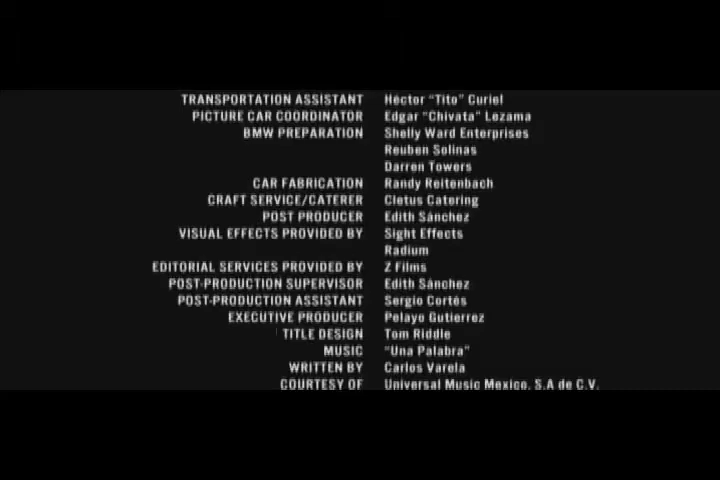 TRANSPORTATION ASSISTANT Héctor "Tito" Curiel
PICTURE CAR COORDINATOR Edgar "Chivata" Lezama
BMW PREPARATION Shelly Ward Enterprises
Reuben Solinas
Darren Towers
CAR FABRICATION Randy Reitenbach
CRAFT SERVICE/CATERER Cletus Catering
POST PRODUCER Edith Sánchez
VISUAL EFFECTS PROVIDED BY Sight Effects
Radium
EDITORIAL SERVICES PROVIDED BY Z Films
POST-PRODUCTION SUPERVISOR Edith Sánchez
POST-PRODUCTION ASSISTANT Sergio Cortés
EXECUTIVE PRODUCER Pelayo Gutierrez
TITLE DESIGN Tom Riddle
MUSIC "Una Palabra"
WRITTEN BY Carlos Varela
COURTESY OF Universal Music Mexico, S.A de C.V.